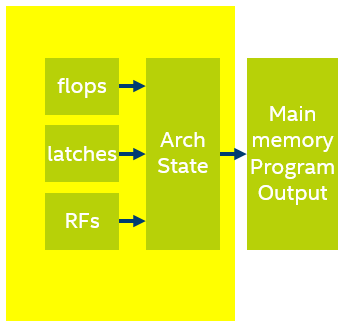 flops
latches
RFs
Arch
State
Main
memory
Program
Output